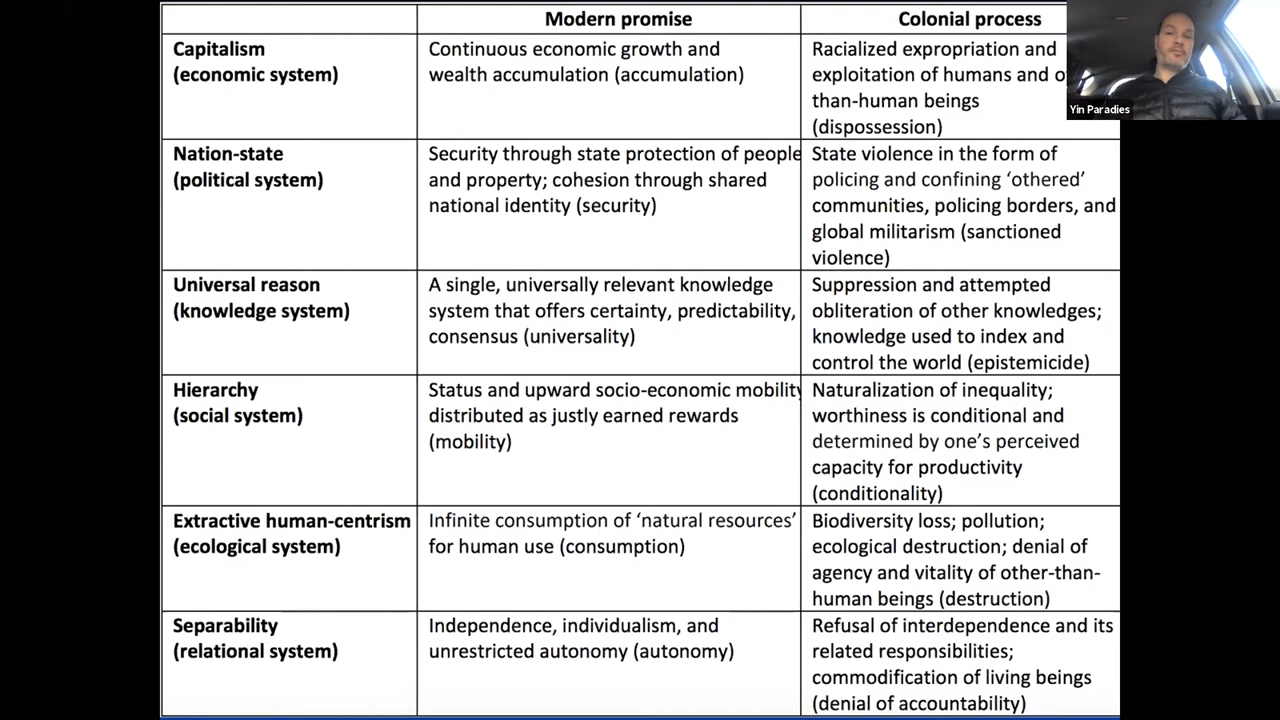 Modern promise
Colonial process
Capitalism
(economic system)
Continuous economic growth and
wealth accumulation (accumulation)
Racialized expropriation and
exploitation of humans and
than-human beings
(dispossession)
Nation-state
(political system)
Security through state protection of people
and property; cohesion through shared
national identity (security)
State violence in the form of
policing and confining ‘othered’
communities, policing borders, and
global militarism (sanctioned
violence)
Universal reason
(knowledge system)
A single, universally relevant knowledge
system that offers certainty, predictability,
consensus (universality)
Suppression and attempted
obliteration of other knowledges;
knowledge used to index and
control the world (epistemicide)
Hierarchy
(social system)
Status and upward socio-economic mobility
distributed as justly earned rewards
(mobility)
Naturalization of inequality;
worthiness is conditional and
determined by one’s perceived
capacity for productivity
(conditionality)
Extractive human-centrism
(ecological system)
Infinite consumption of ‘natural resources’
for human use (consumption)
Biodiversity loss; pollution;
ecological destruction; denial of
agency and vitality of other-than-
human beings (destruction)
Separability
(relational system)
Independence, individualism, and
unrestricted autonomy (autonomy)
Refusal of interdependence and its
related responsibilities;
commodification of living beings
(denial of accountability)
Yin Paradies